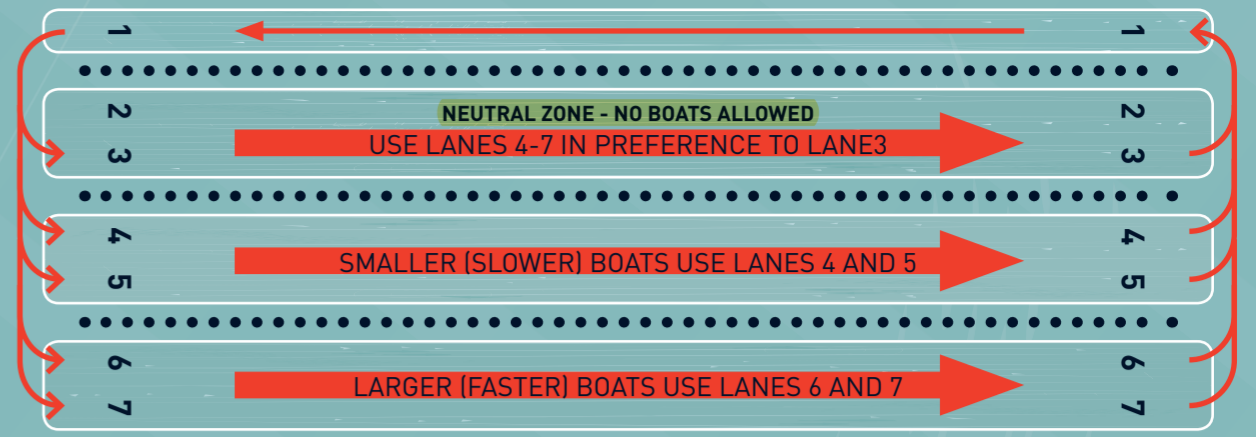 1 1
2 NEUTRAL ZONE - NO BOATS ALLOWED 2
3 USE LANES 4-7 IN PREFERENCE TO LANE3 3
4 4
SMALLER (SLOWER) BOATS USE LANES 4 AND 5
5 5
6 6
LARGER (FASTER) BOATS USE LANES 6 AND 7
7 7